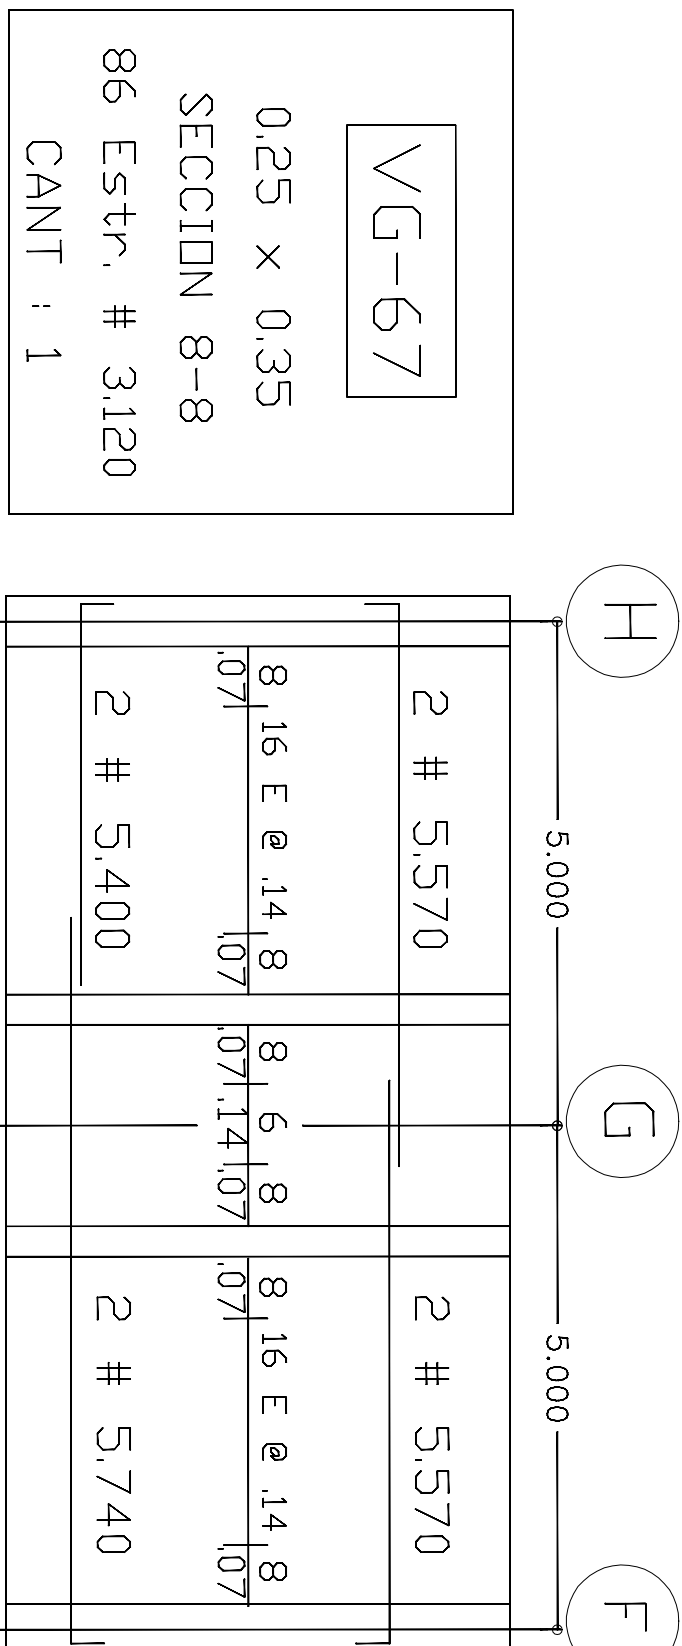 VG-67
0.25 x 0.35
SECCION 8-8
86 Estr. # 3.120
CANT : 1
H G F
5.000 5.000
2 # 5.570 2 # 5.570
8 16 E @ .14 8 8 6 8 8 16 E @ .14 8
.07 .07 .07 .14 .07 .07 .07
2 # 5.400 2 # 5.740